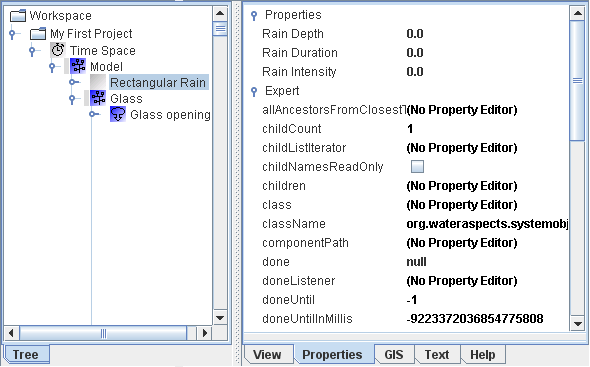 Workspace
My First Project
Time Space
Model
Rectangular Rain
Glass
Glass opening
Tree
Properties
Rain Depth 0.0
Rain Duration 0.0
Rain Intensity 0.0
Expert
allAncestorsFromClosestT (No Property Editor)
childCount 1
childListIterator (No Property Editor)
childNamesReadOnly
children (No Property Editor)
class (No Property Editor)
className org.wateraspects.systemobj
componentPath (No Property Editor)
done null
doneListener (No Property Editor)
doneUntil -1
doneUntilInMillis -9223372036854775808
View Properties GIS Text Help